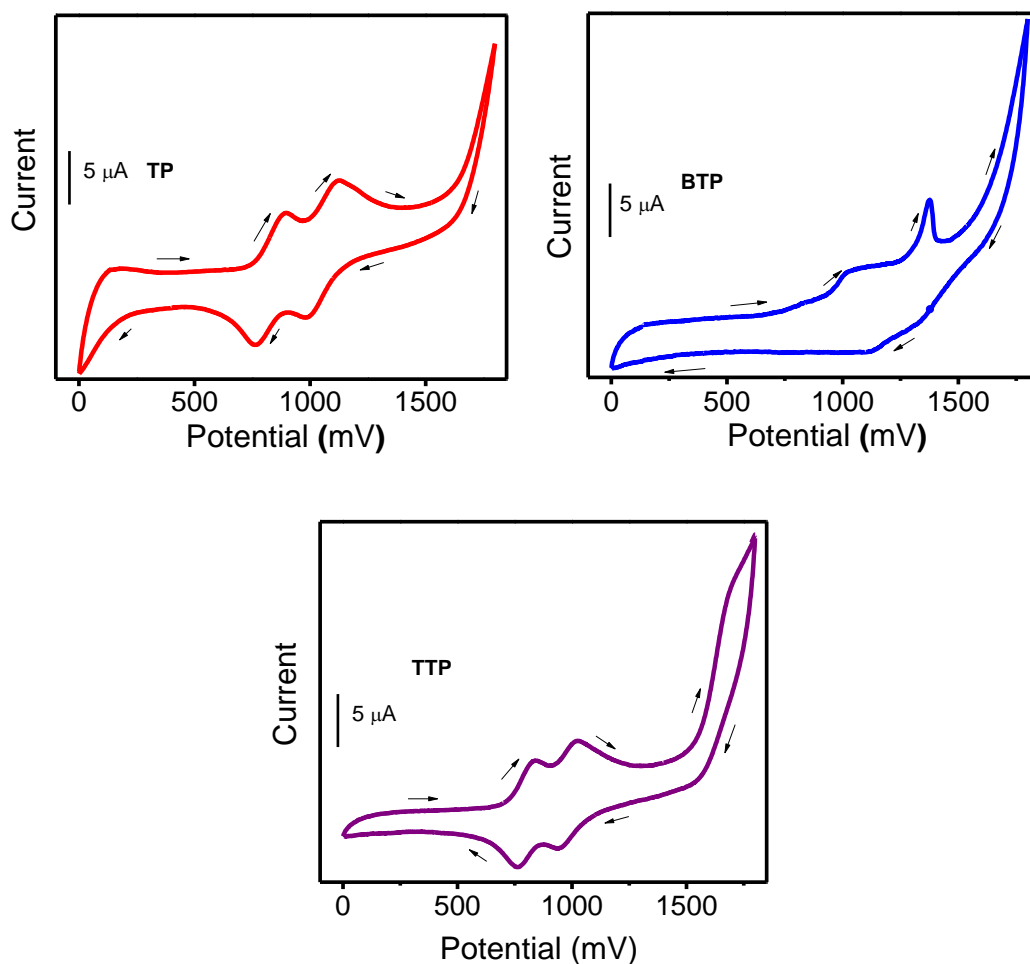 Current
5 μA TP
0 500 1000 1500
Potential (mV)
Current
5 μA
BTP
0 500 1000 1500
Potential (mV)
Current
TTP
5 μA
0 500 1000 1500
Potential (mV)